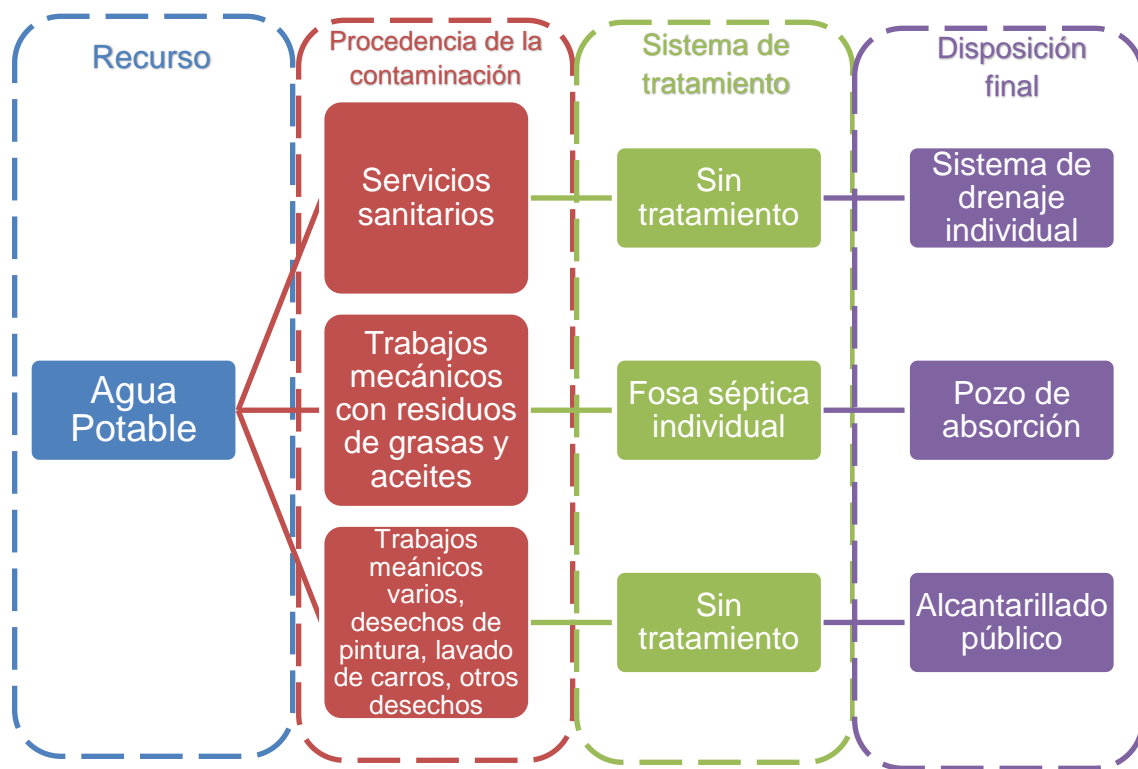 Recurso
Procedencia de la
contaminación
Sistema de
tratamiento
Disposición
final
Agua
Potable
Servicios
sanitarios
Sin
tratamiento
Sistema de
drenaje
individual
Trabajos
mecánicos
con residuos
de grasas y
aceites
Fosa séptica
individual
Pozo de
absorción
Trabajos
meánicos
varios,
desechos de
pintura, lavado
de carros, otros
desechos
Sin
tratamiento
Alcantarillado
público